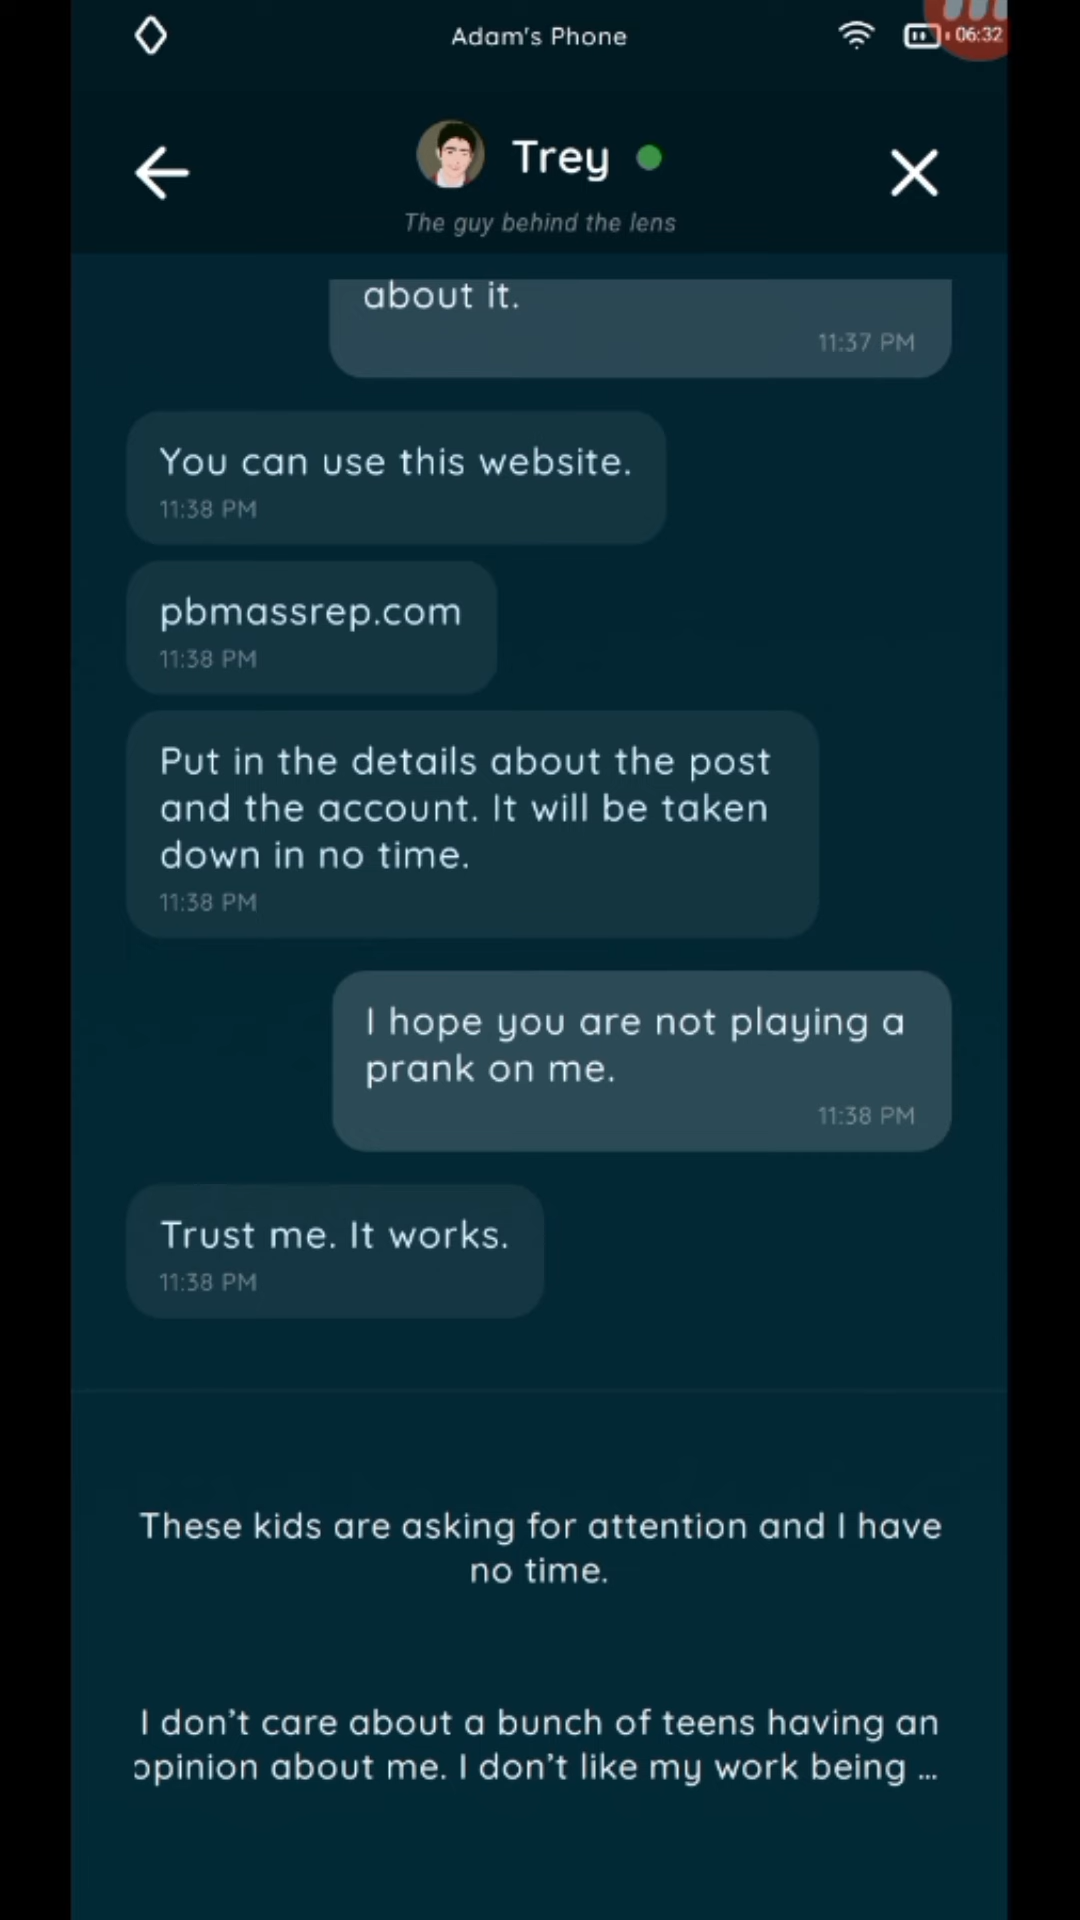 Adam's Phone
06:32
Trey
The guy behind the lens
about it.
11:37 PM
You can use this website.
11:38 PM
pbmassrep.com
11:38 PM
Put in the details about the post
and the account. It will be taken
down in no time.
11:38 PM
I hope you are not playing a
prank on me.
11:38 PM
Trust me. It works.
11:38 PM
These kids are asking for attention and I have
no time.
I don’t care about a bunch of teens having an
opinion about me. I don’t like my work being ...